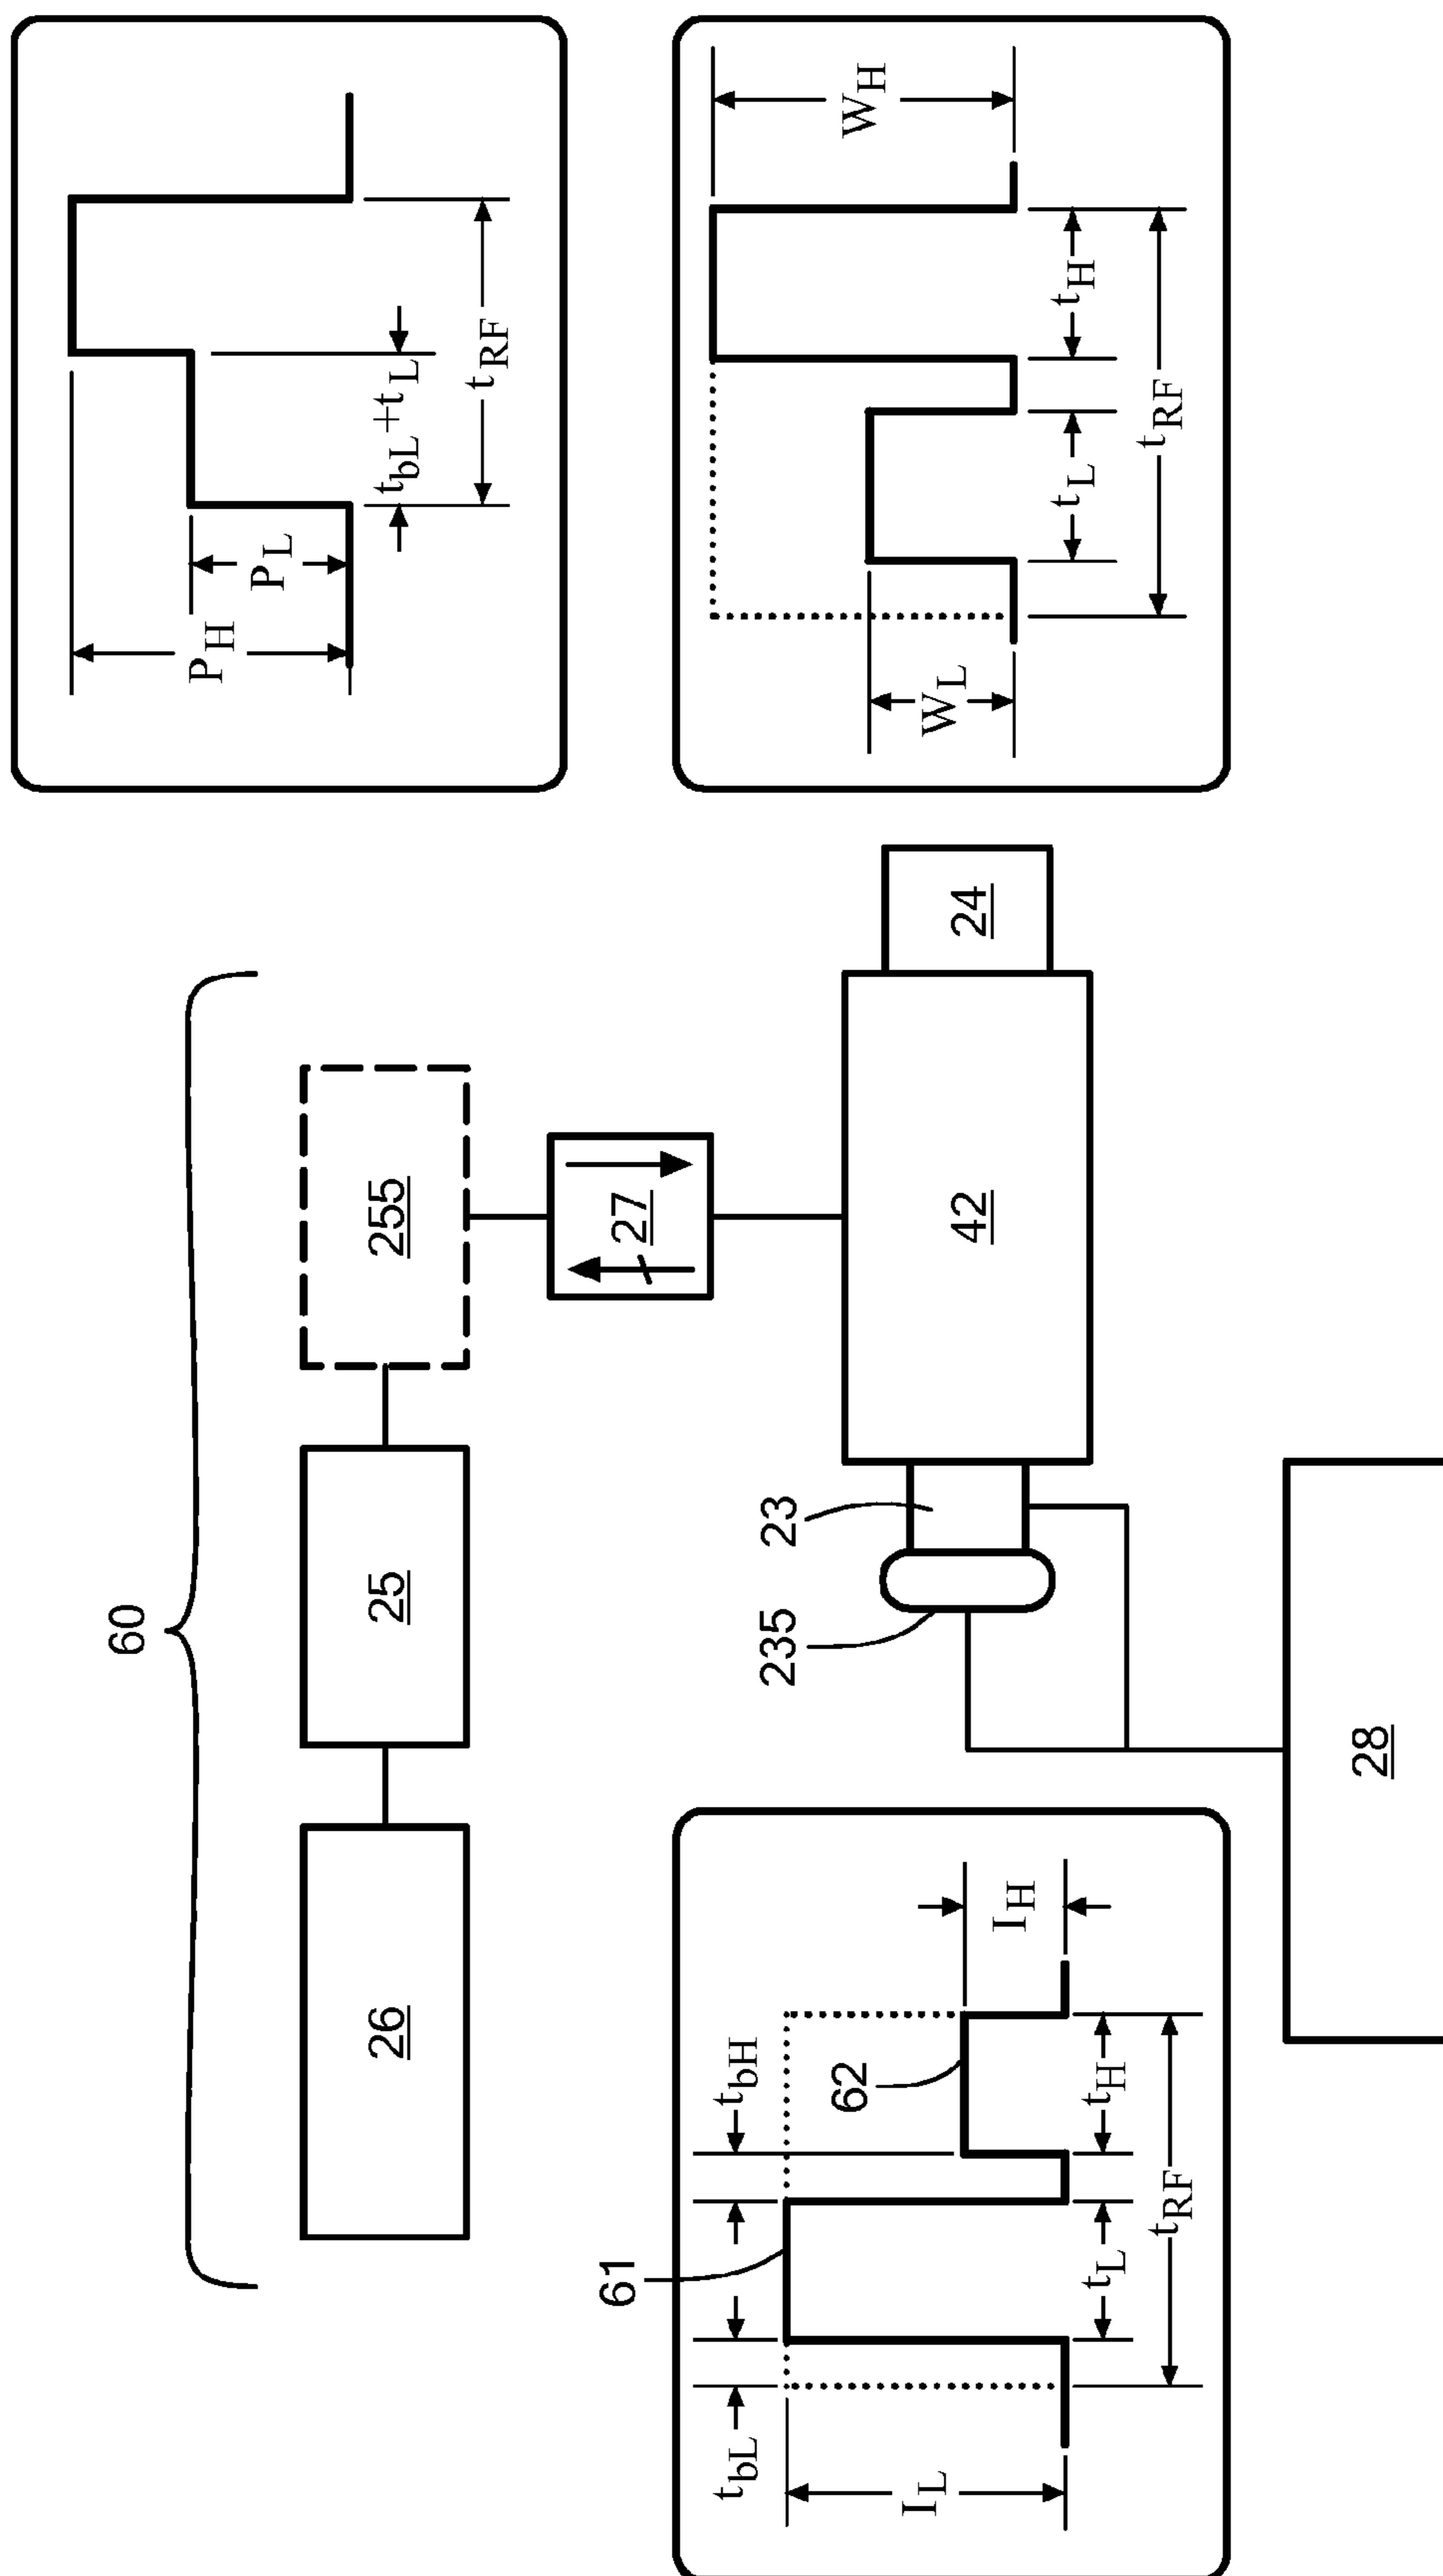 60
26
25
255
27
P_H
P_L
t_bL+t_L
t_RF
61
t_bL
t_bH
62
I_L
I_H
t_L
t_H
t_RF
235
23
42
24
28
W_L
W_H
t_L
t_H
t_RF